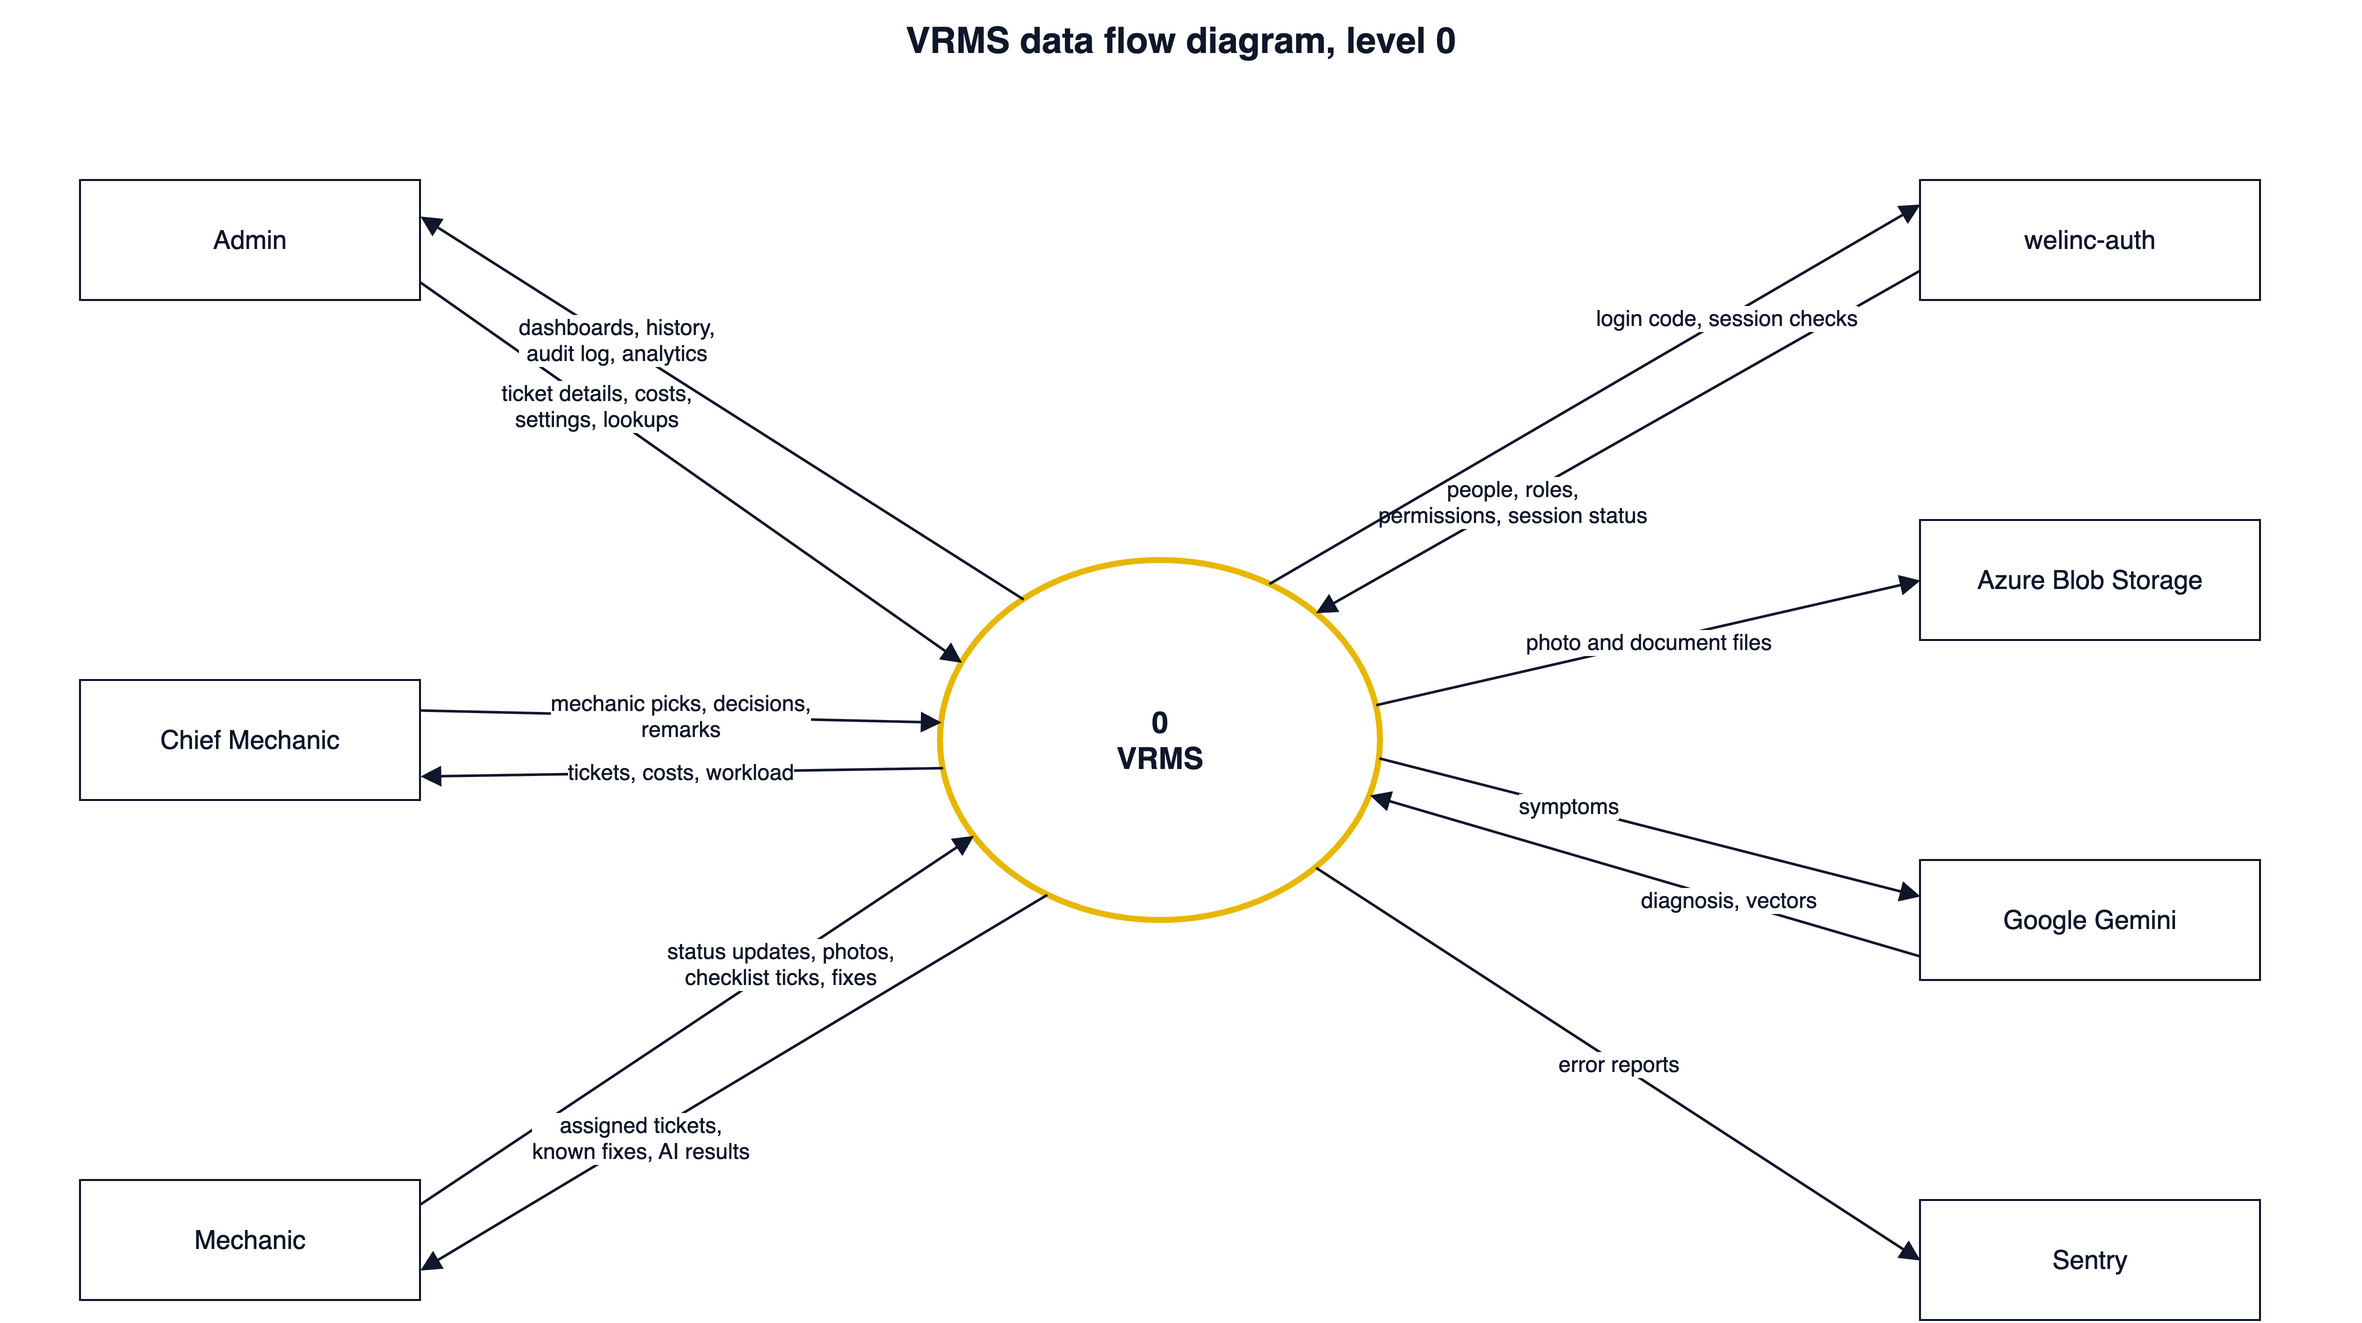 VRMS data flow diagram, level 0
Admin
welinc-auth
dashboards, history,
audit log, analytics
login code, session checks
ticket details, costs,
settings, lookups
people, roles,
permissions, session status
Azure Blob Storage
photo and document files
Chief Mechanic
mechanic picks, decisions,
remarks
tickets, costs, workload
0
VRMS
symptoms
diagnosis, vectors
Google Gemini
status updates, photos,
checklist ticks, fixes
error reports
assigned tickets,
known fixes, AI results
Mechanic
Sentry